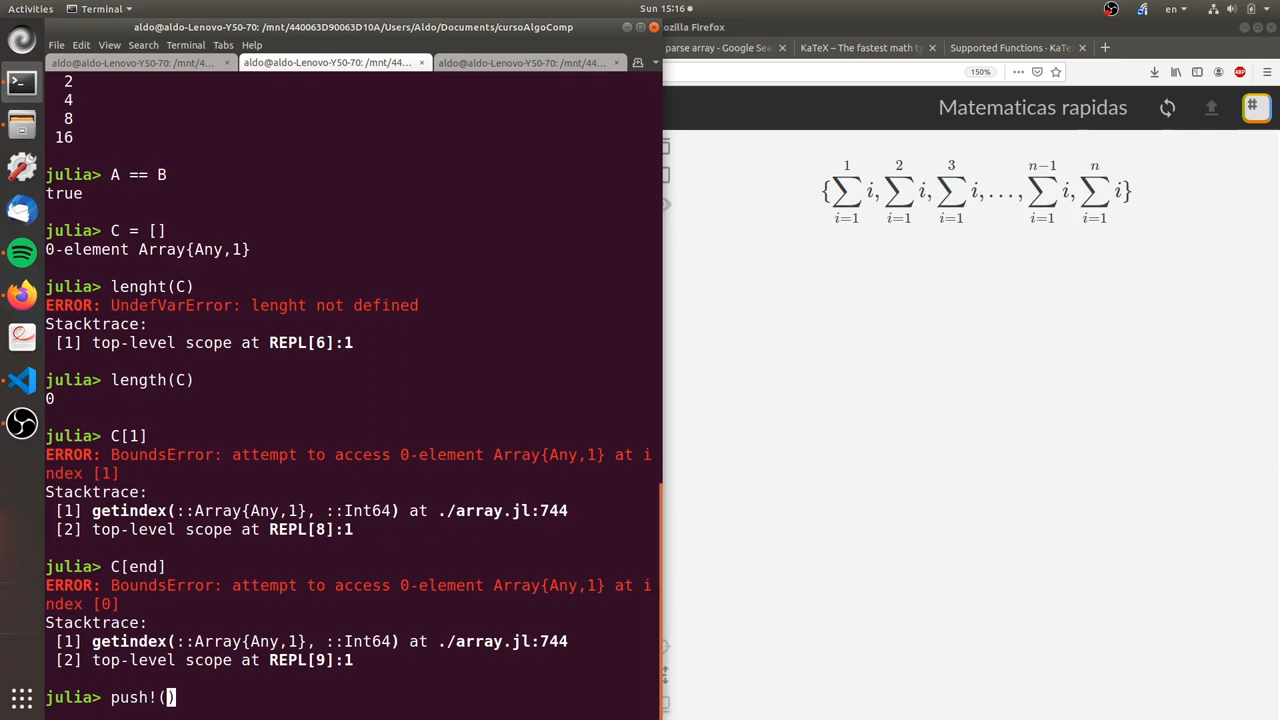 Activities
Terminal
Sun 15:16
en
aldo@aldo-Lenovo-Y50-70: /mnt/440063D90063D10A/Users/Aldo/Documents/cursoAlgoComp
ozilla Firefox
File Edit View Search Terminal Tabs Help
aldo@aldo-Lenovo-Y50-70: /mnt/4...
aldo@aldo-Lenovo-Y50-70: /mnt/44...
aldo@aldo-Lenovo-Y50-70: /mnt/44...
parse array - Google Sea
KaTeX – The fastest math ty
Supported Functions · KaTeX
150%
ABP
Matematicas rapidas
2
4
8
16
julia> A == B
true
julia> C = []
0-element Array{Any,1}
julia> lenght(C)
ERROR: UndefVarError: lenght not defined
Stacktrace:
[1] top-level scope at REPL[6]:1
julia> length(C)
0
julia> C[1]
ERROR: BoundsError: attempt to access 0-element Array{Any,1} at i
ndex [1]
Stacktrace:
[1] getindex(::Array{Any,1}, ::Int64) at ./array.jl:744
[2] top-level scope at REPL[8]:1
julia> C[end]
ERROR: BoundsError: attempt to access 0-element Array{Any,1} at i
ndex [0]
Stacktrace:
[1] getindex(::Array{Any,1}, ::Int64) at ./array.jl:744
[2] top-level scope at REPL[9]:1
julia> push!()
1 2 3 n−1 n
{∑i, ∑i, ∑i, ..., ∑i, ∑i}
i=1 i=1 i=1 i=1 i=1